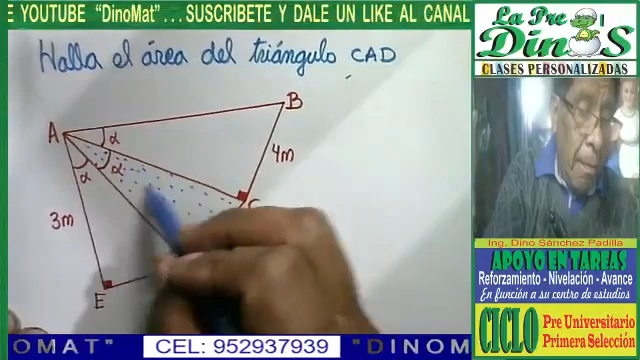 E YOUTUBE "DinoMat"...SUSCRIBETE Y DALE UN LIKE AL CANAL
La Pre
DinoS
CLASES PERSONALIZADAS
Halla el área del triángulo CAD
A
B
α
α
α
4m
3m
C
E
Ing. Dino Sánchez Padilla
APOYO EN TAREAS
Reforzamiento - Nivelación - Avance
En función a su centro de estudios
CICLO Pre Universitario
Primera Selección
OMAT" CEL: 952937939 "DINOM